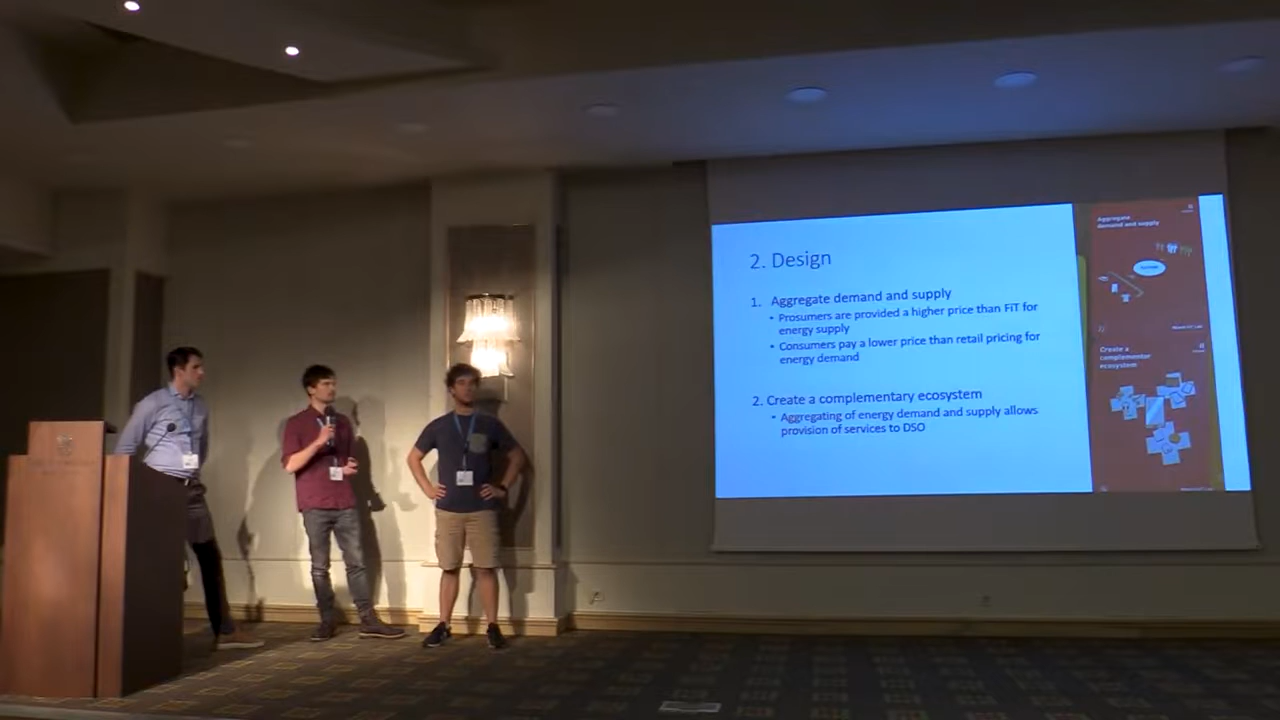 2. Design
1. Aggregate demand and supply
• Prosumers are provided a higher price than FiT for
energy supply
• Consumers pay a lower price than retail pricing for
energy demand
2. Create a complementary ecosystem
• Aggregating of energy demand and supply allows
provision of services to DSO
Aggregate
demand and supply
Create a
complementor
ecosystem